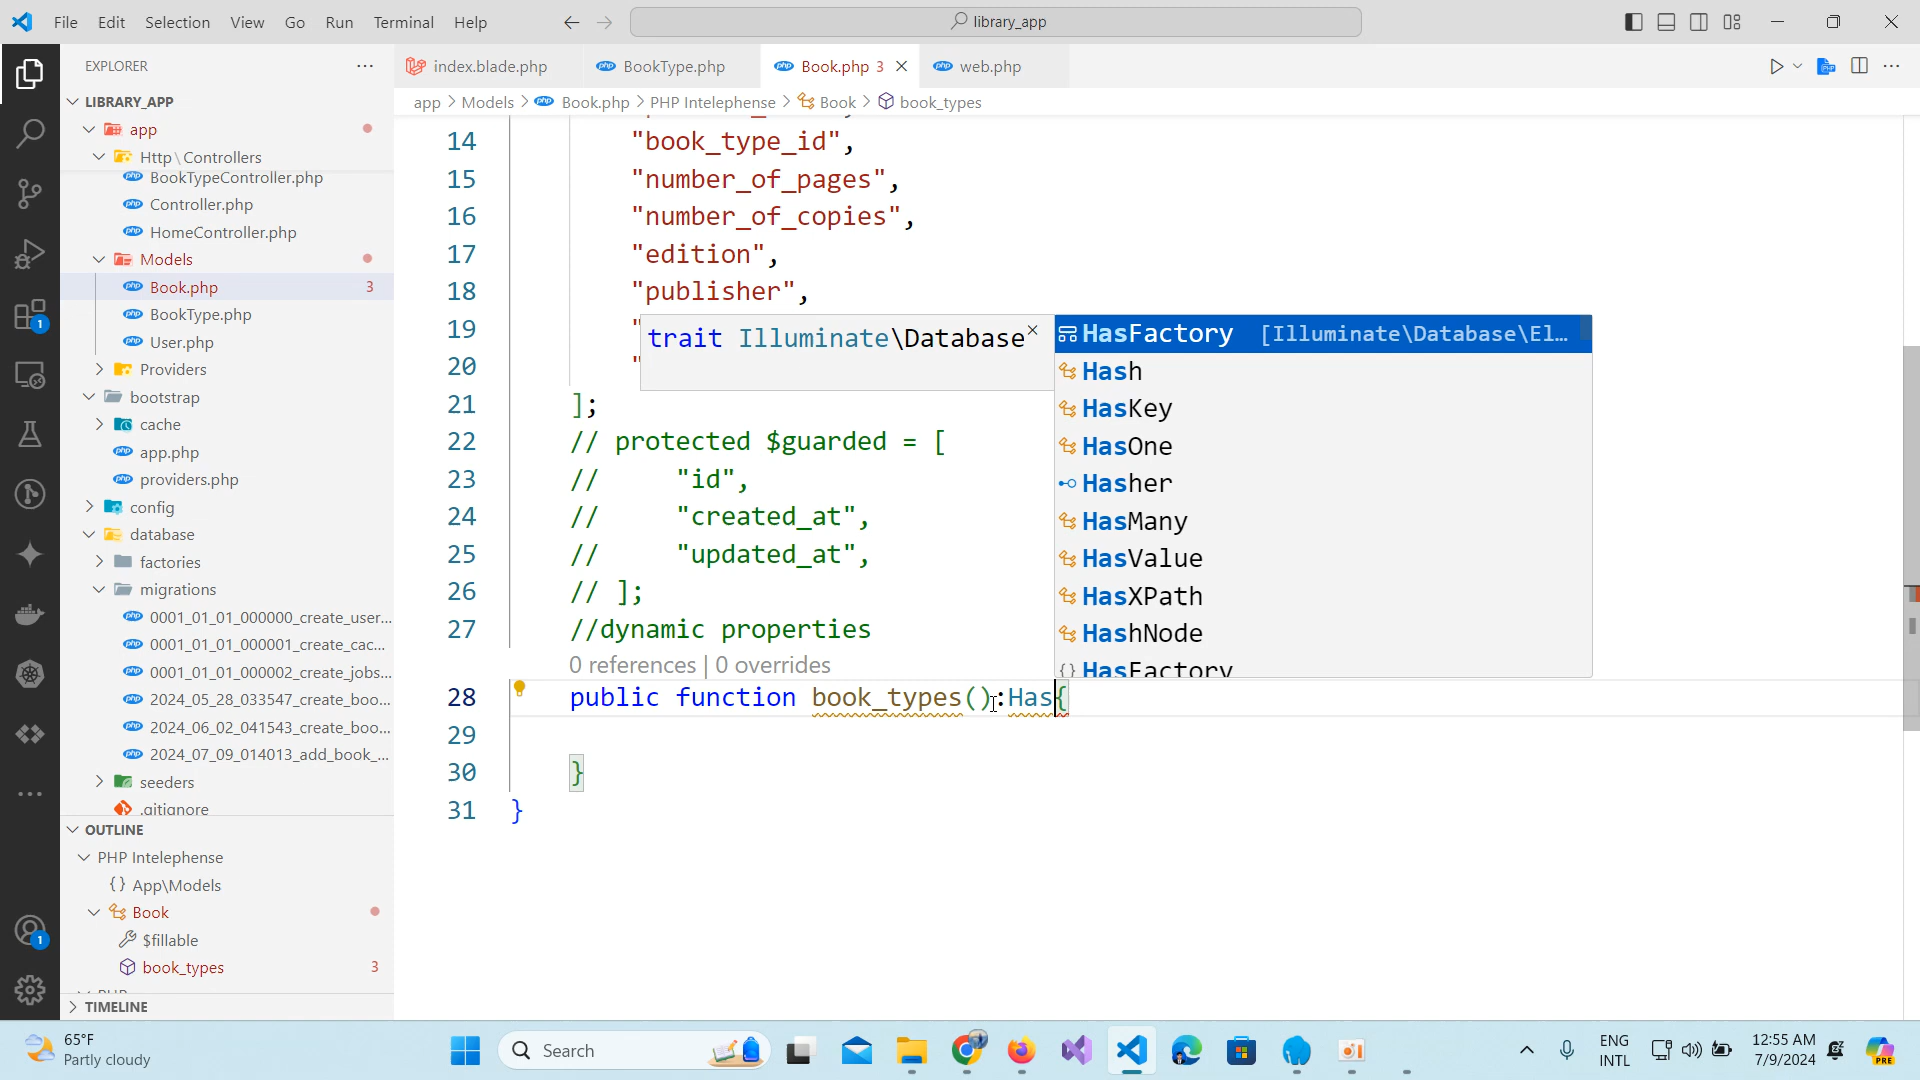 File Edit Selection View Go Run Terminal Help
library_app
EXPLORER
index.blade.php
BookType.php
Book.php 3
web.php
LIBRARY_APP
app > Models > Book.php > PHP Intelephense > Book > book_types
app
Http\Controllers
BookTypeController.php
Controller.php
HomeController.php
Models
Book.php 3
BookType.php
User.php
Providers
bootstrap
cache
app.php
providers.php
config
database
factories
migrations
0001_01_01_000000_create_user...
0001_01_01_000001_create_cac...
0001_01_01_000002_create_jobs...
2024_05_28_033547_create_boo...
2024_06_02_041543_create_boo...
2024_07_09_014013_add_book_...
seeders
.gitignore
OUTLINE
PHP Intelephense
{} App\Models
Book
$fillable
book_types 3
TIMELINE
14 "book_type_id",
15 "number_of_pages",
16 "number_of_copies",
17 "edition",
18 "publisher",
19 "
20 "
21 ];
22 // protected $guarded = [
23 // "id",
24 // "created_at",
25 // "updated_at",
26 // ];
27 //dynamic properties
0 references | 0 overrides
28 public function book_types():Has{
29
30 }
31 }
trait Illuminate\Database
HasFactory [Illuminate\Database\El...
Hash
HasKey
HasOne
Hasher
HasMany
HasValue
HasXPath
HashNode
{} HasFactory
65°F
Partly cloudy
Search
ENG
INTL
12:55 AM
7/9/2024
PRE